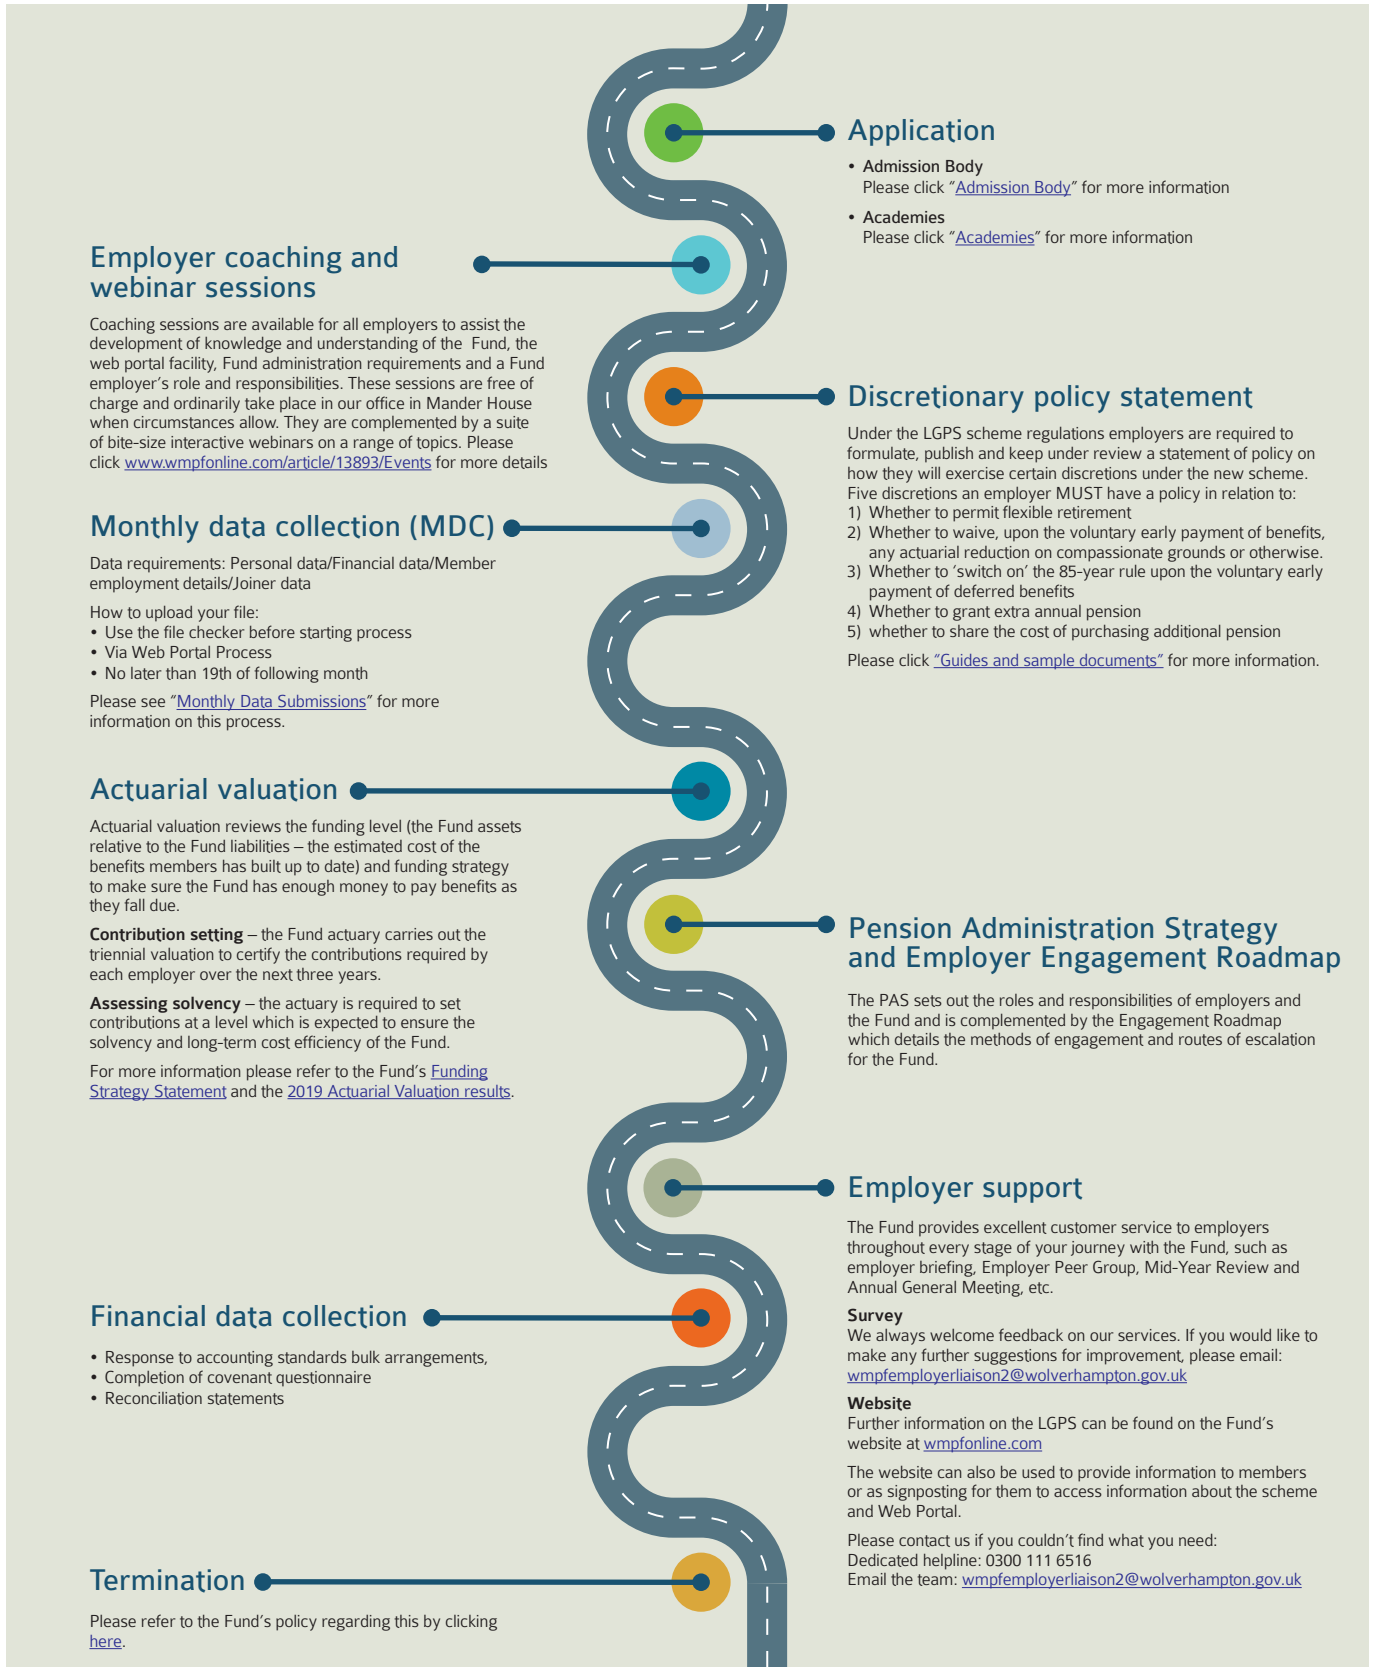 Application
• Admission Body
Please click “Admission Body” for more information
• Academies
Please click “Academies” for more information
Employer coaching and
webinar sessions
Coaching sessions are available for all employers to assist the
development of knowledge and understanding of the Fund, the
web portal facility, Fund administration requirements and a Fund
employer’s role and responsibilities. These sessions are free of
charge and ordinarily take place in our office in Mander House
when circumstances allow. They are complemented by a suite
of bite-size interactive webinars on a range of topics. Please
click www.wmpfonline.com/article/13893/Events for more details
Discretionary policy statement
Under the LGPS scheme regulations employers are required to
formulate, publish and keep under review a statement of policy on
how they will exercise certain discretions under the new scheme.
Five discretions an employer MUST have a policy in relation to:
1) Whether to permit flexible retirement
2) Whether to waive, upon the voluntary early payment of benefits,
any actuarial reduction on compassionate grounds or otherwise.
3) Whether to ‘switch on’ the 85-year rule upon the voluntary early
payment of deferred benefits
4) Whether to grant extra annual pension
5) whether to share the cost of purchasing additional pension
Please click “Guides and sample documents” for more information.
Monthly data collection (MDC)
Data requirements: Personal data/Financial data/Member
employment details/Joiner data
How to upload your file:
• Use the file checker before starting process
• Via Web Portal Process
• No later than 19th of following month
Please see “Monthly Data Submissions” for more
information on this process.
Actuarial valuation
Actuarial valuation reviews the funding level (the Fund assets
relative to the Fund liabilities – the estimated cost of the
benefits members has built up to date) and funding strategy
to make sure the Fund has enough money to pay benefits as
they fall due.
Contribution setting – the Fund actuary carries out the
triennial valuation to certify the contributions required by
each employer over the next three years.
Assessing solvency – the actuary is required to set
contributions at a level which is expected to ensure the
solvency and long-term cost efficiency of the Fund.
For more information please refer to the Fund’s Funding
Strategy Statement and the 2019 Actuarial Valuation results.
Pension Administration Strategy
and Employer Engagement Roadmap
The PAS sets out the roles and responsibilities of employers and
the Fund and is complemented by the Engagement Roadmap
which details the methods of engagement and routes of escalation
for the Fund.
Employer support
The Fund provides excellent customer service to employers
throughout every stage of your journey with the Fund, such as
employer briefing, Employer Peer Group, Mid-Year Review and
Annual General Meeting, etc.
Survey
We always welcome feedback on our services. If you would like to
make any further suggestions for improvement, please email:
wmpfemployerliaison2@wolverhampton.gov.uk
Website
Further information on the LGPS can be found on the Fund’s
website at wmpfonline.com
The website can also be used to provide information to members
or as signposting for them to access information about the scheme
and Web Portal.
Please contact us if you couldn’t find what you need:
Dedicated helpline: 0300 111 6516
Email the team: wmpfemployerliaison2@wolverhampton.gov.uk
Financial data collection
• Response to accounting standards bulk arrangements,
• Completion of covenant questionnaire
• Reconciliation statements
Termination
Please refer to the Fund’s policy regarding this by clicking
here.